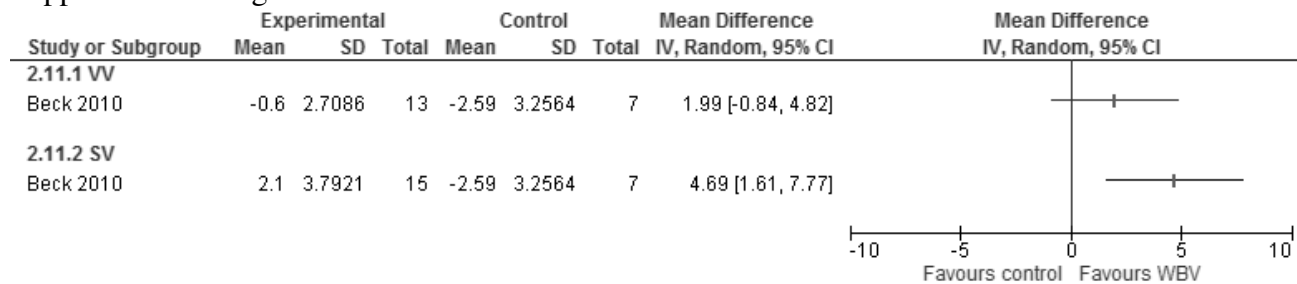 Experimental Control Mean Difference Mean Difference
Study or Subgroup Mean SD Total Mean SD Total IV, Random, 95% CI IV, Random, 95% CI
2.11.1 VV
Beck 2010 -0.6 2.7086 13 -2.59 3.2564 7 1.99 [-0.84, 4.82]
2.11.2 SV
Beck 2010 2.1 3.7921 15 -2.59 3.2564 7 4.69 [1.61, 7.77]
-10 -5 0 5 10
Favours control Favours WBV